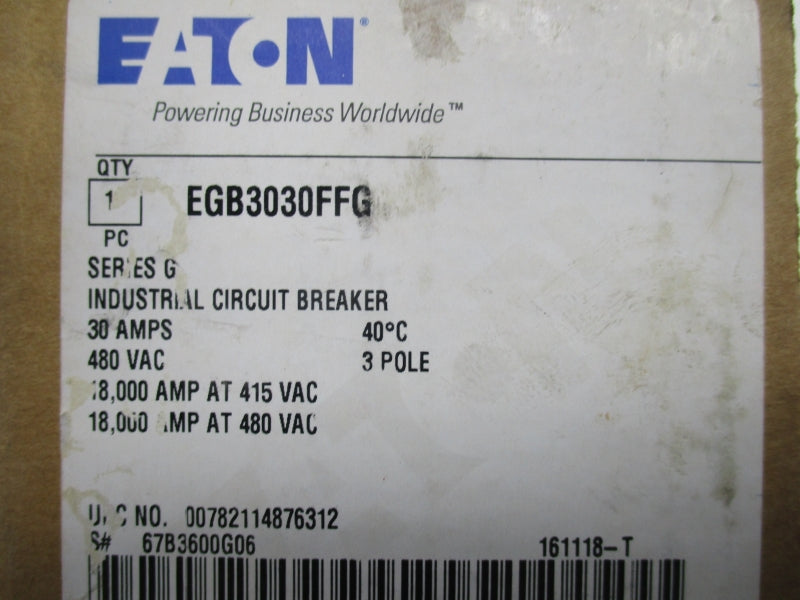 EATON®
Powering Business Worldwide™
QTY
1 EGB3030FFG
PC
SERIES G
INDUSTRIAL CIRCUIT BREAKER
30 AMPS 40°C
480 VAC 3 POLE
18,000 AMP AT 415 VAC
18,000 AMP AT 480 VAC
U.P.C NO. 00782114876312
S# 67B3600G06 161118-T